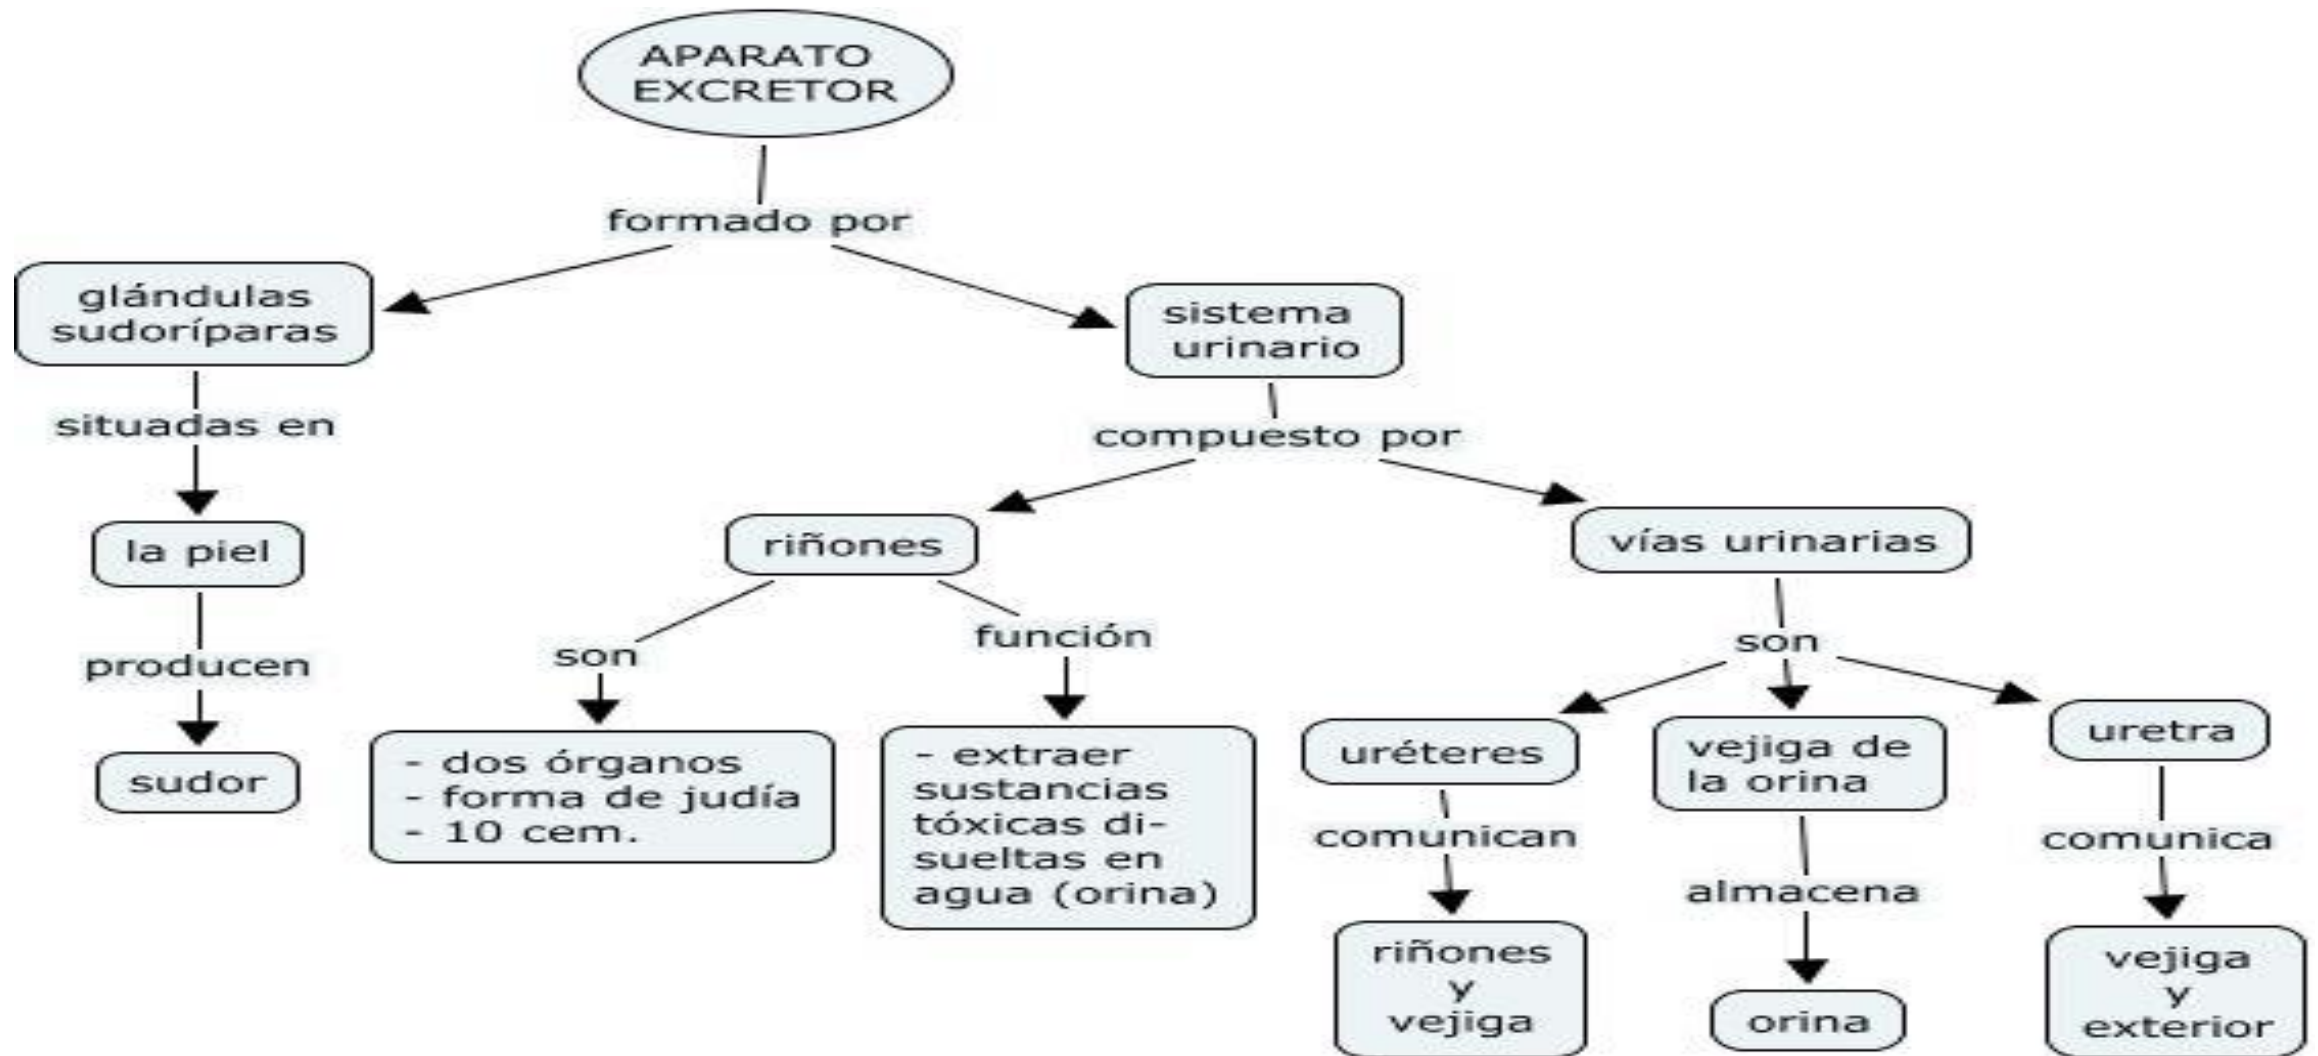 APARATO
EXCRETOR
formado por
glándulas
sudoríparas
situadas en
la piel
producen
sudor
sistema
urinario
compuesto por
riñones
son
- dos órganos
- forma de judía
- 10 cem.
función
- extraer
sustancias
tóxicas di-
sueltas en
agua (orina)
vías urinarias
son
uréteres
comunican
riñones
y
vejiga
vejiga de
la orina
almacena
orina
uretra
comunica
vejiga
y
exterior